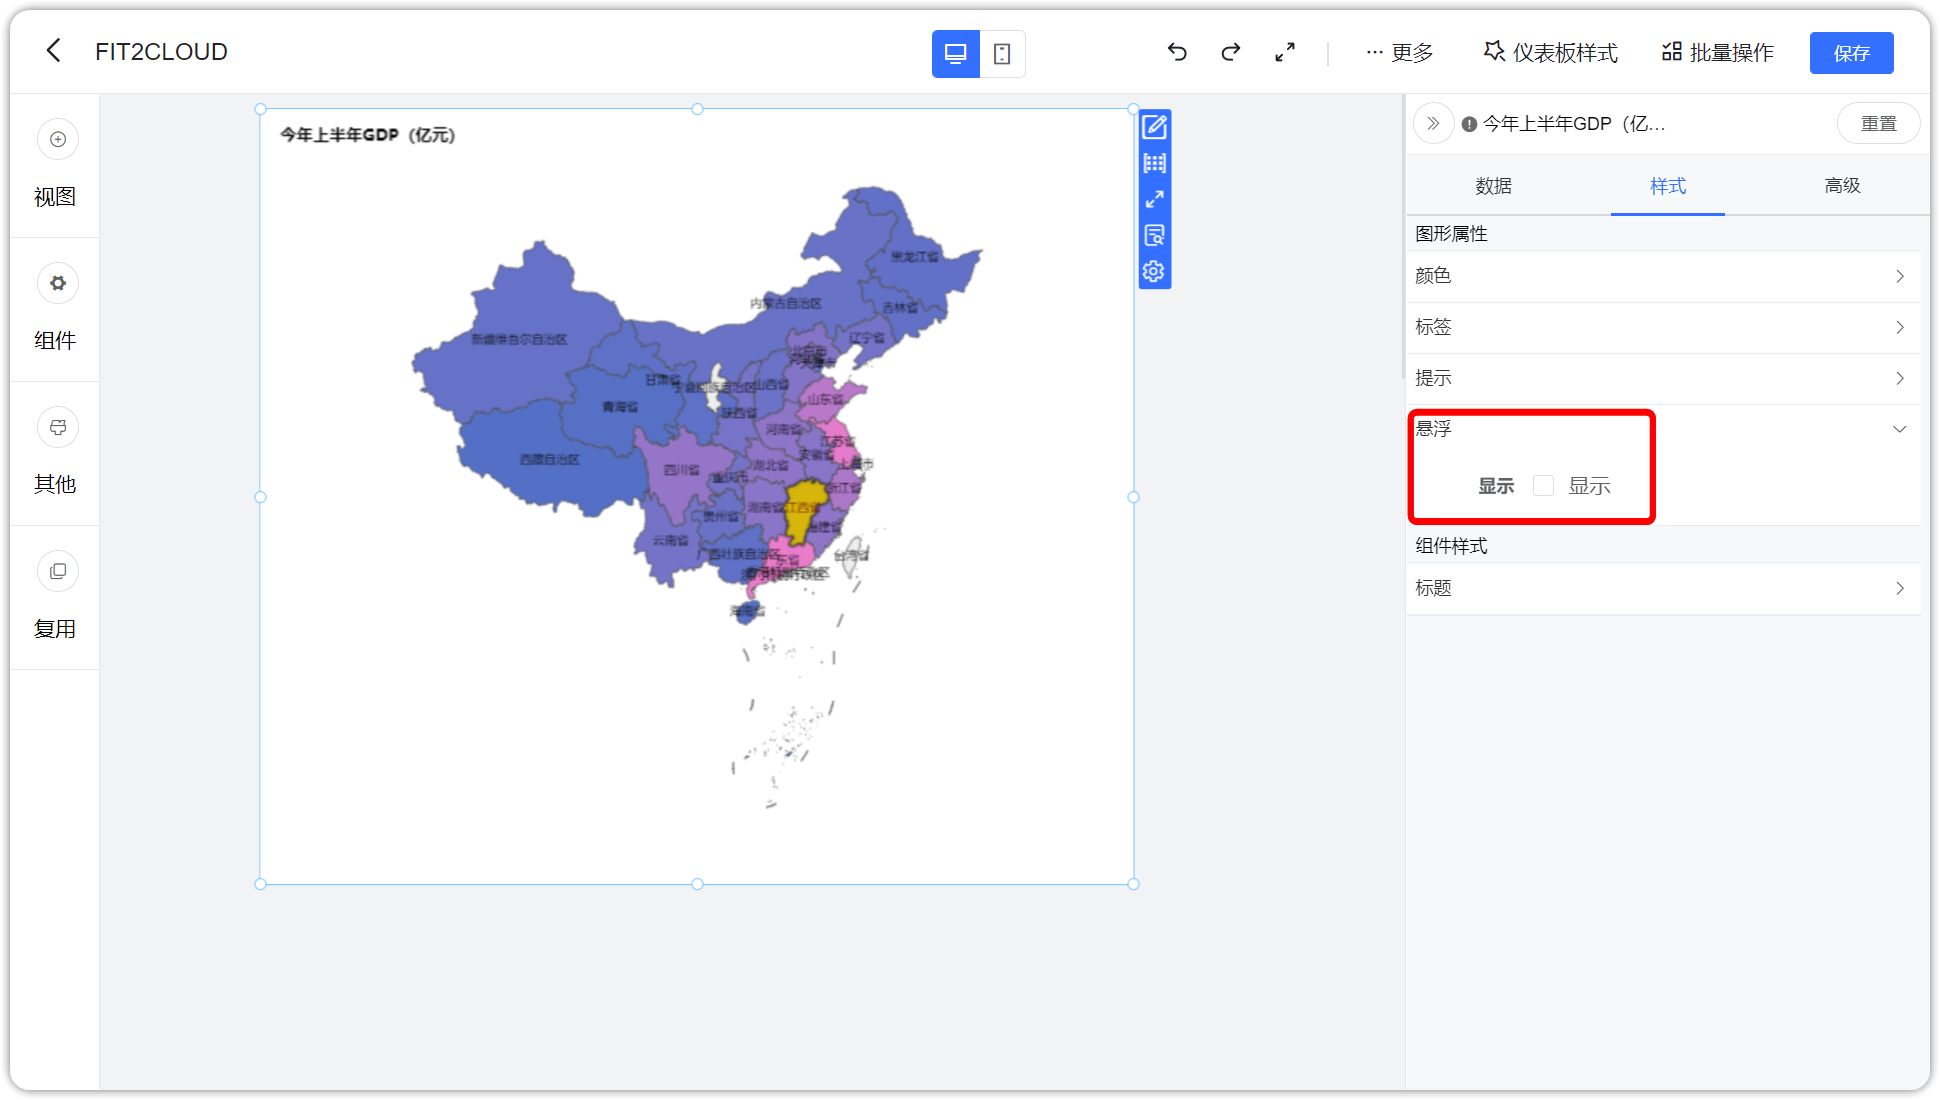 FIT2CLOUD
更多
仪表板样式
批量操作
保存
视图
组件
其他
复用
今年上半年GDP（亿元）
黑龙江省
内蒙古自治区
吉林省
新疆维吾尔自治区
辽宁省
北京市
天津市
甘肃省
宁夏回族自治区
山西省
山东省
青海省
陕西省
河南省
江苏省
安徽省
上海市
西藏自治区
四川省
湖北省
重庆市
浙江省
湖南省
江西省
贵州省
福建省
云南省
广西壮族自治区
东省
台湾省
海南省
今年上半年GDP（亿...
重置
数据
样式
高级
图形属性
颜色
标签
提示
悬浮
显示
显示
组件样式
标题